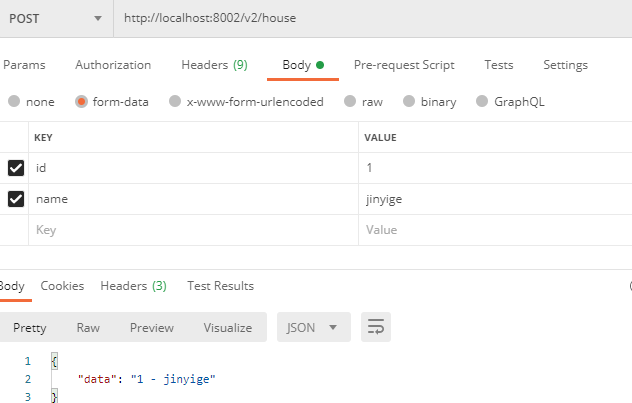 POST http://localhost:8002/v2/house
Params Authorization Headers (9) Body Pre-request Script Tests Settings
none form-data x-www-form-urlencoded raw binary GraphQL
KEY VALUE
id 1
name jinyige
Key Value
Body Cookies Headers (3) Test Results
Pretty Raw Preview Visualize JSON
1 {
2 "data": "1 - jinyige"
3 }